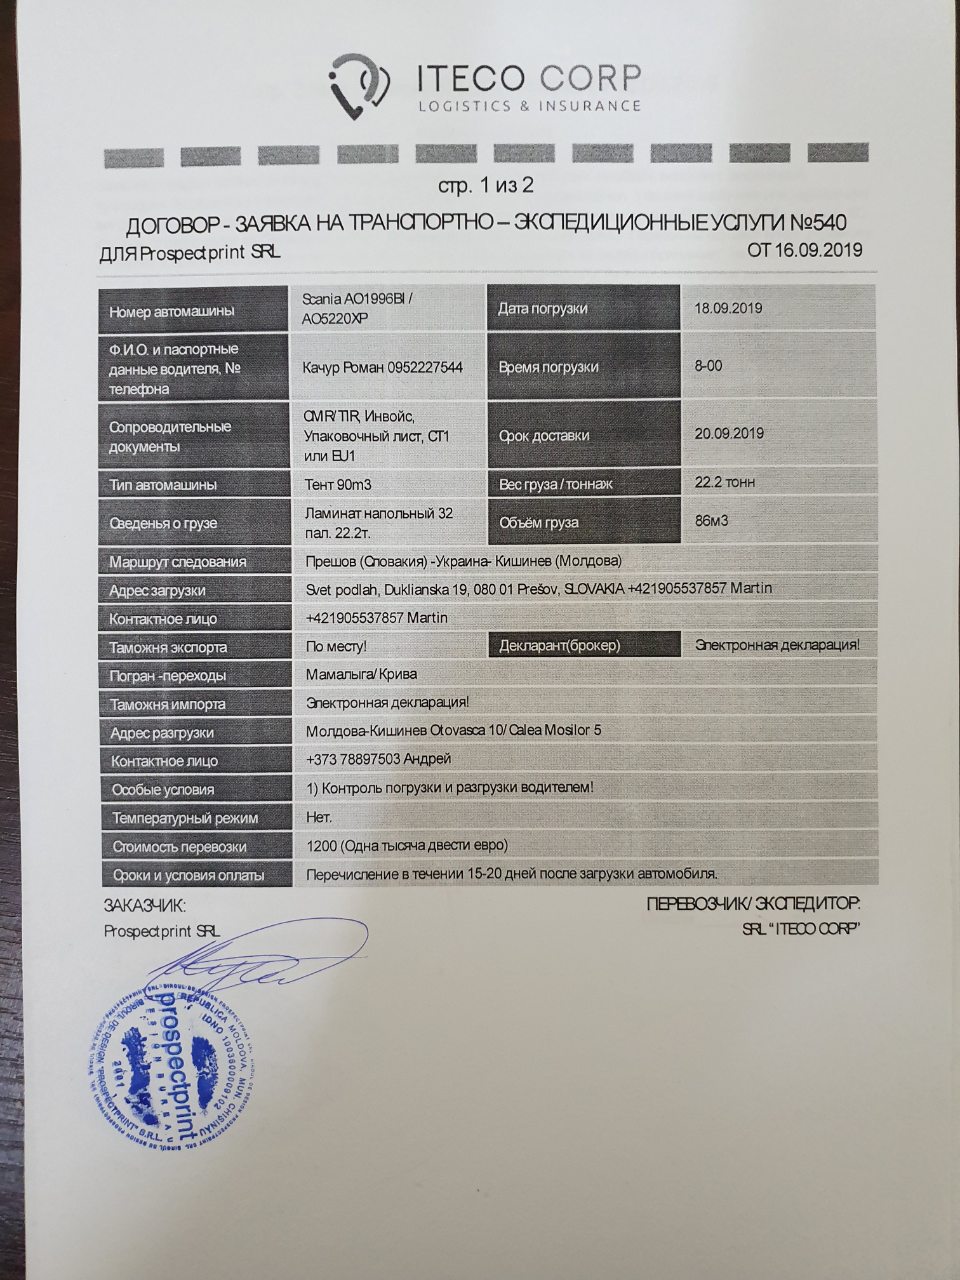 ITECO CORP
LOGISTICS & INSURANCE
стр. 1 из 2
ДОГОВОР - ЗАЯВКА НА ТРАНСПОРТНО – ЭКСПЕДИЦИОННЫЕ УСЛУГИ №540
ДЛЯ Prospectprint SRL ОТ 16.09.2019
Номер автомашины
Scania AO1996BI /
AO5220XP
Дата погрузки
18.09.2019
Ф.И.О. и паспортные
данные водителя, №
телефона
Качур Роман 0952227544
Время погрузки
8-00
Сопроводительные
документы
CMR/TIR, Инвойс,
Упаковочный лист, СТ1
или EU1
Срок доставки
20.09.2019
Тип автомашины
Тент 90m3
Вес груза / тоннаж
22.2 тонн
Сведенья о грузе
Ламинат напольный 32
пал. 22.2т.
Объём груза
86м3
Маршрут следования
Прешов (Словакия) -Украина- Кишинев (Молдова)
Адрес загрузки
Svet podlah, Duklianska 19, 080 01 Prešov, SLOVAKIA +421905537857 Martin
Контактное лицо
+421905537857 Martin
Таможня экспорта
По месту!
Декларант(брокер)
Электронная декларация!
Погран -переходы
Мамалыга/ Крива
Таможня импорта
Электронная декларация!
Адрес разгрузки
Молдова-Кишинев Otovasca 10/ Calea Mosilor 5
Контактное лицо
+373 78897503 Андрей
Особые условия
1) Контроль погрузки и разгрузки водителем!
Температурный режим
Нет.
Стоимость перевозки
1200 (Одна тысяча двести евро)
Сроки и условия оплаты
Перечисление в течении 15-20 дней после загрузки автомобиля.
ЗАКАЗЧИК: ПЕРЕВОЗЧИК/ ЭКСПЕДИТОР:
Prospectprint SRL SRL “ ITECO CORP”
REPUBLICA MOLDOVA, MUN. CHIȘINĂU
IDNO 1003600009102
prospectprint
DESIGN BUREAU
2001
BIROUL DE DESIGN "PROSPECTPRINT" S.R.L.